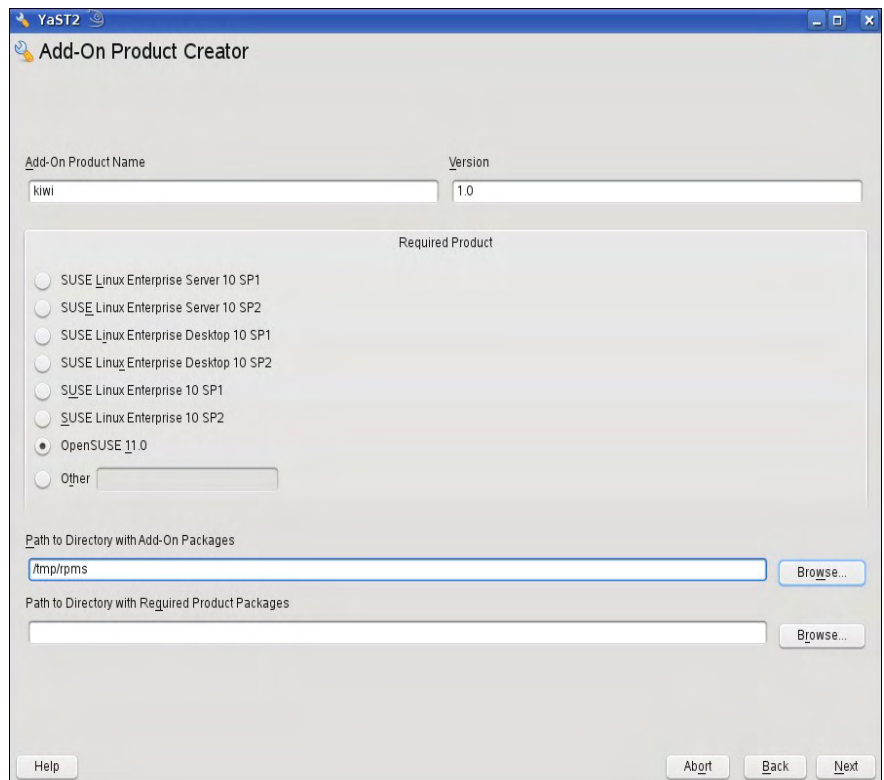 YaST2
Add-On Product Creator
Add-On Product Name
Version
kiwi
1.0
Required Product
SUSE Linux Enterprise Server 10 SP1
SUSE Linux Enterprise Server 10 SP2
SUSE Linux Enterprise Desktop 10 SP1
SUSE Linux Enterprise Desktop 10 SP2
SUSE Linux Enterprise 10 SP1
SUSE Linux Enterprise 10 SP2
OpenSUSE 11.0
Other
Path to Directory with Add-On Packages
/tmp/rpms
Browse...
Path to Directory with Required Product Packages
Browse...
Help
Abort
Back
Next